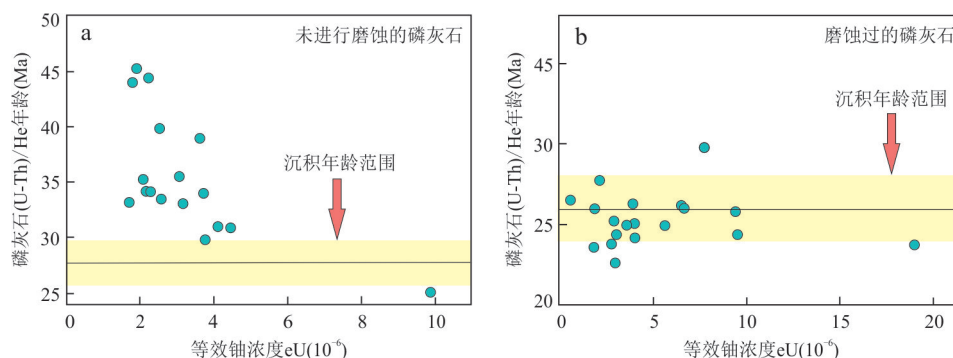 a
未进行磨蚀的磷灰石
沉积年龄范围
磷灰石(U-Th)/He年龄(Ma)
50
45
40
35
30
25
0
2
4
6
8
10
等效铀浓度eU(10-6)
b
磨蚀过的磷灰石
沉积年龄范围
磷灰石(U-Th)/He年龄(Ma)
50
45
30
25
20
0
5
10
15
20
等效铀浓度eU(10-6)